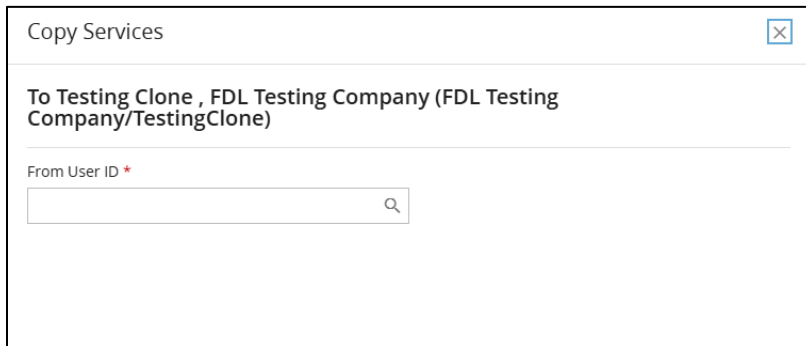 Copy Services
To Testing Clone , FDL Testing Company (FDL Testing
Company/TestingClone)
From User ID *